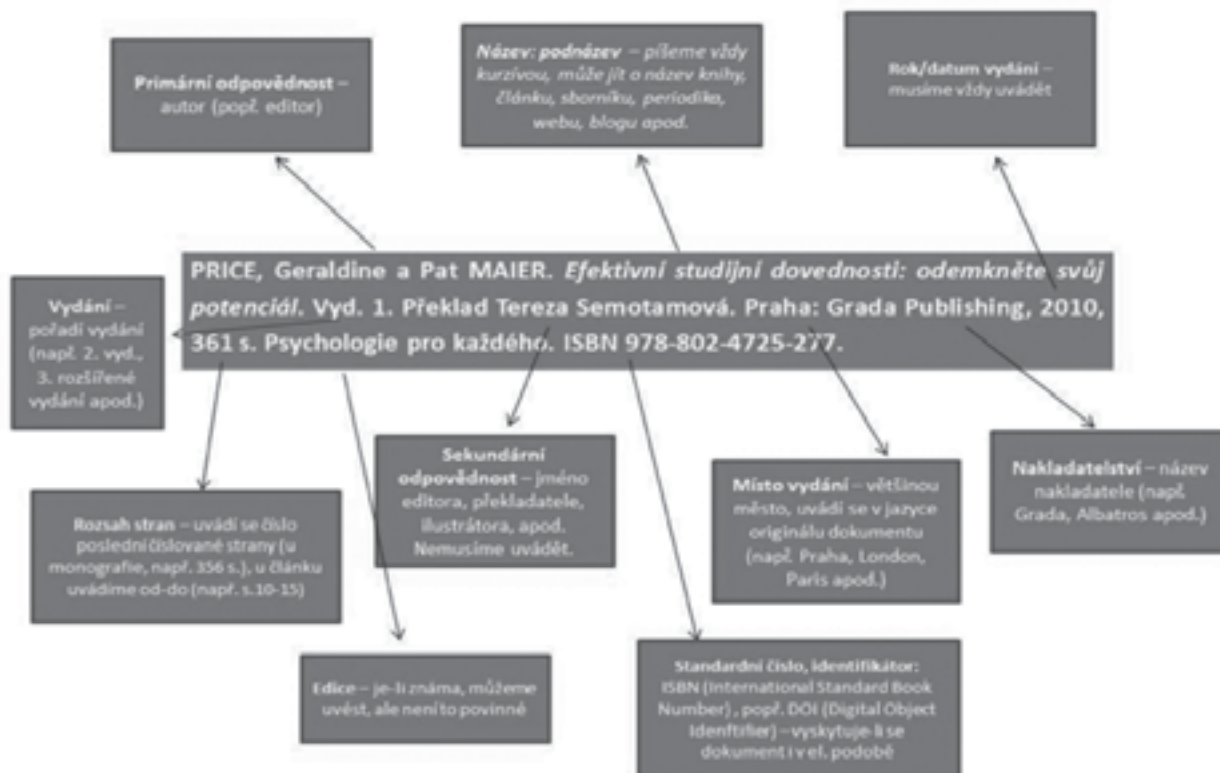 Primární odpovědnost –
autor (popř. editor)
Název: podnázev – píšeme vždy
kurzívou, může jít o název knihy,
článku, sborníku, periodika,
webu, blogu apod.
Rok/datum vydání –
musíme vždy uvádět
PRICE, Geraldine a Pat MAIER. Efektivní studijní dovednosti: odemkněte svůj
potenciál. Vyd. 1. Překlad Tereza Semotamová. Praha: Grada Publishing, 2010,
361 s. Psychologie pro každého. ISBN 978-802-4725-277.
Vydání –
pořadí vydání
(např. 2. vyd.,
3. rozšířené
vydání apod.)
Sekundární
odpovědnost – jméno
editora, překladatele,
ilustrátora, apod.
Nemusíme uvádět.
Místo vydání – většinou
město, uvádí se v jazyce
originálu dokumentu
(např. Praha, London,
Paris apod.)
Nakladatelství – název
nakladatele (např.
Grada, Albatros apod.)
Rozsah stran – uvádí se číslo
poslední číslované strany (u
monografie, např. 356 s.), u článku
uvádíme od-do (např. s.10-15)
Edice – je-li známa, můžeme
uvést, ale není to povinné
Standardní číslo, identifikátor:
ISBN (International Standard Book
Number) , popř. DOI (Digital Object
Idenftifier) – vyskytuje-li se
dokument i v el. podobě